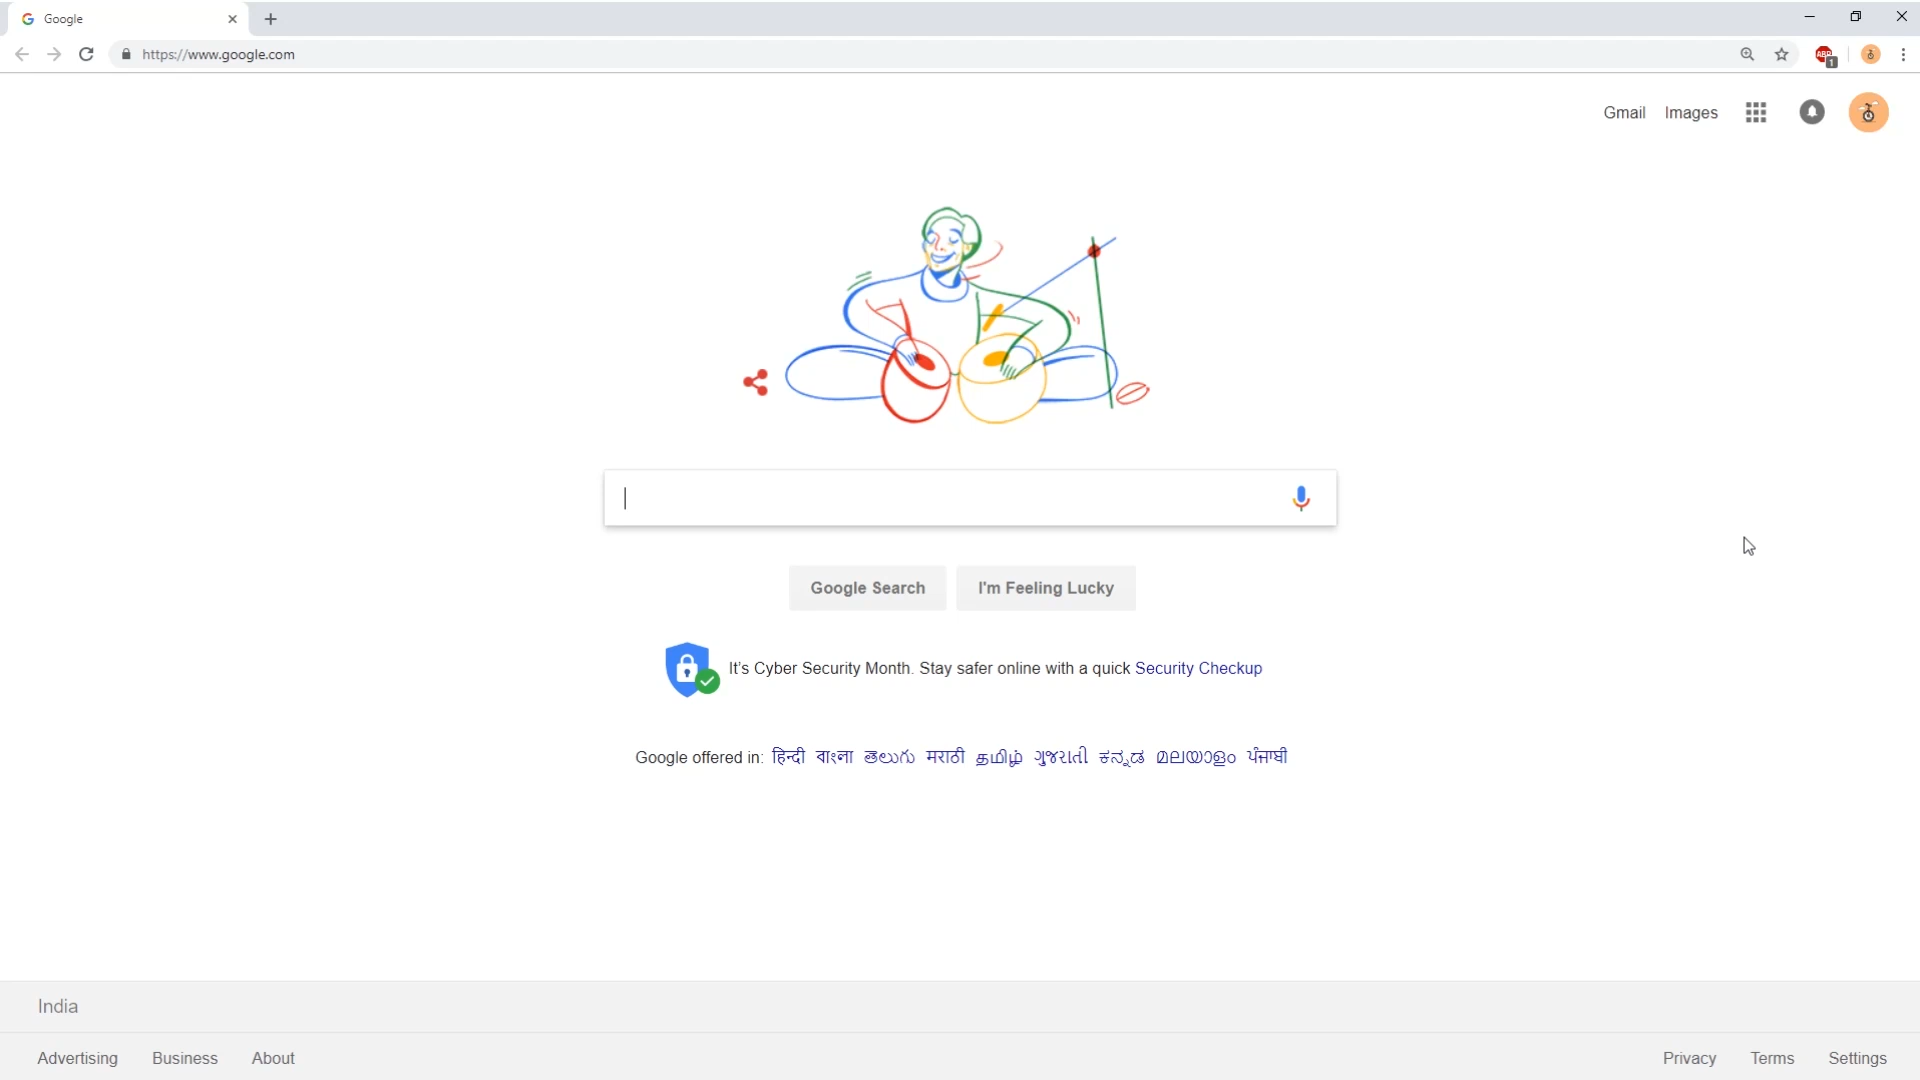 Google
https://www.google.com
ABP
1
Gmail Images
Google Search I'm Feeling Lucky
It's Cyber Security Month. Stay safer online with a quick Security Checkup
Google offered in: हिन्दी বাংলা తెలుగు मराठी தமிழ் ગુજરાતી ಕನ್ನಡ മലയാളം ਪੰਜਾਬੀ
India
Advertising Business About Privacy Terms Settings